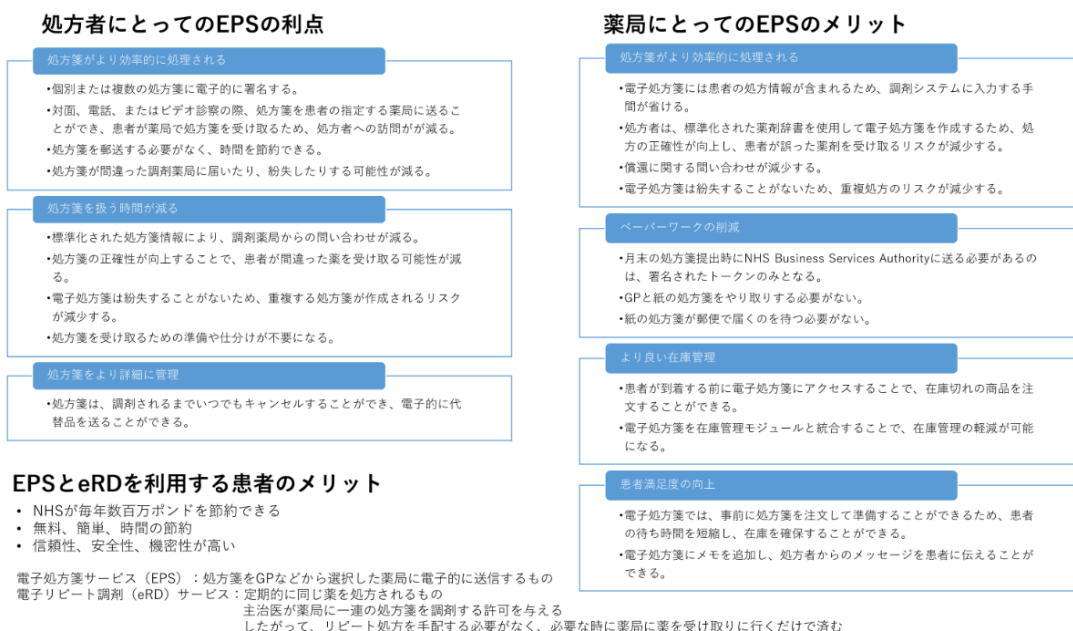 処方者にとってのEPSの利点
処方箋がより効率的に処理される
•個別または複数の処方箋に電子的に署名する。
•対面、電話、またはビデオ診察の際、処方箋を患者の指定する薬局に送るこ
とができ、患者が薬局で処方箋を受け取るため、処方者への訪問がが減る。
•処方箋を郵送する必要がなく、時間を節約できる。
•処方箋が間違った調剤薬局に届いたり、紛失したりする可能性が減る。
処方箋を扱う時間が減る
•標準化された処方箋情報により、調剤薬局からの問い合わせが減る。
•処方箋の正確性が向上することで、患者が間違った薬を受け取る可能性が減
る。
•電子処方箋は紛失することがないため、重複する処方箋が作成されるリスク
が減少する。
•処方箋を受け取るための準備や仕分けが不要になる。
処方箋をより詳細に管理
•処方箋は、調剤されるまでいつでもキャンセルすることができ、電子的に代
替品を送ることができる。
EPSとeRDを利用する患者のメリット
• NHSが毎年数百万ポンドを節約できる
• 無料、簡単、時間の節約
• 信頼性、安全性、機密性が高い
電子処方箋サービス（EPS）：処方箋をGPなどから選択した薬局に電子的に送信するもの
電子リピート調剤（eRD）サービス：定期的に同じ薬を処方されるもの
主治医が薬局に一連の処方箋を調剤する許可を与える
したがって、リピート処方を手配する必要がなく、必要な時に薬局に薬を受け取りに行くだけで済む
薬局にとってのEPSのメリット
処方箋がより効率的に処理される
•電子処方箋には患者の処方情報が含まれるため、調剤システムに入力する手
間が省ける。
•処方者は、標準化された薬剤辞書を使用して電子処方箋を作成するため、処
方の正確性が向上し、患者が誤った薬剤を受け取るリスクが減少する。
•償還に関する問い合わせが減少する。
•電子処方箋は紛失することがないため、重複処方のリスクが減少する。
ペーパーワークの削減
•月末の処方箋提出時にNHS Business Services Authorityに送る必要があるの
は、署名されたトークンのみとなる。
•GPと紙の処方箋をやり取りする必要がない。
•紙の処方箋が郵便で届くのを待つ必要がない。
より良い在庫管理
•患者が到着する前に電子処方箋にアクセスすることで、在庫切れの商品を注
文することができる。
•電子処方箋を在庫管理モジュールと統合することで、在庫管理の軽減が可能
になる。
患者満足度の向上
•電子処方箋では、事前に処方箋を注文して準備することができるため、患者
の待ち時間を短縮し、在庫を確保することができる。
•電子処方箋にメモを追加し、処方者からのメッセージを患者に伝えることが
できる。